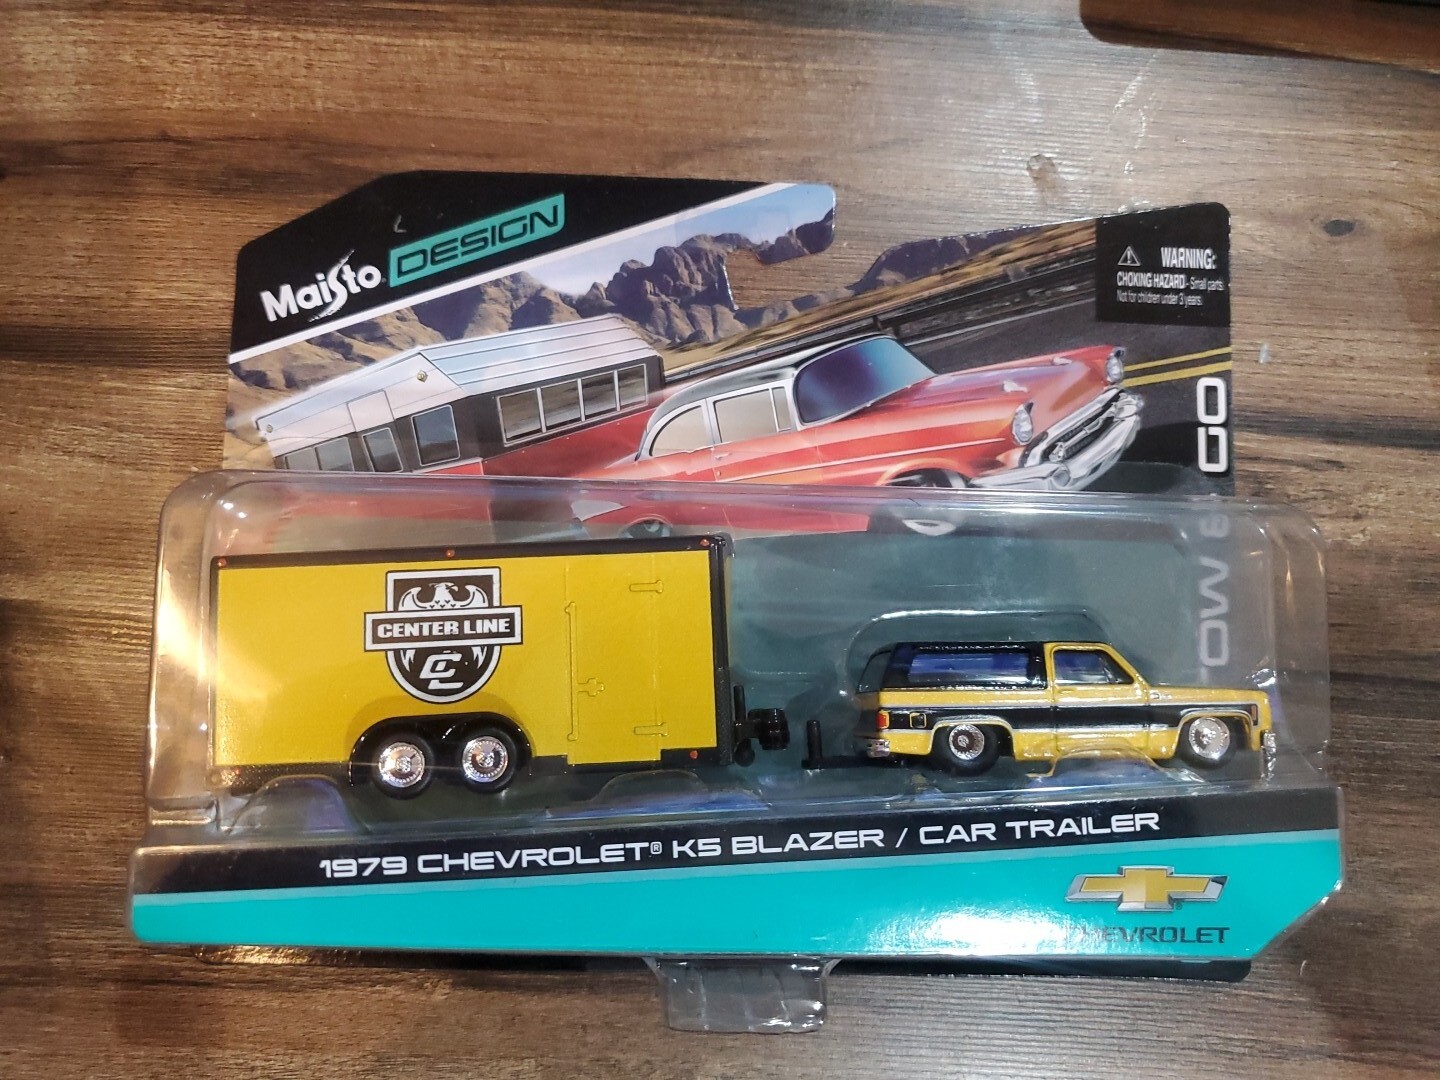 Maisto DESIGN
WARNING:
CHOKING HAZARD - Small parts.
Not for children under 3 years.
GO
CENTER LINE
CL
1979 CHEVROLET® K5 BLAZER / CAR TRAILER
CHEVROLET